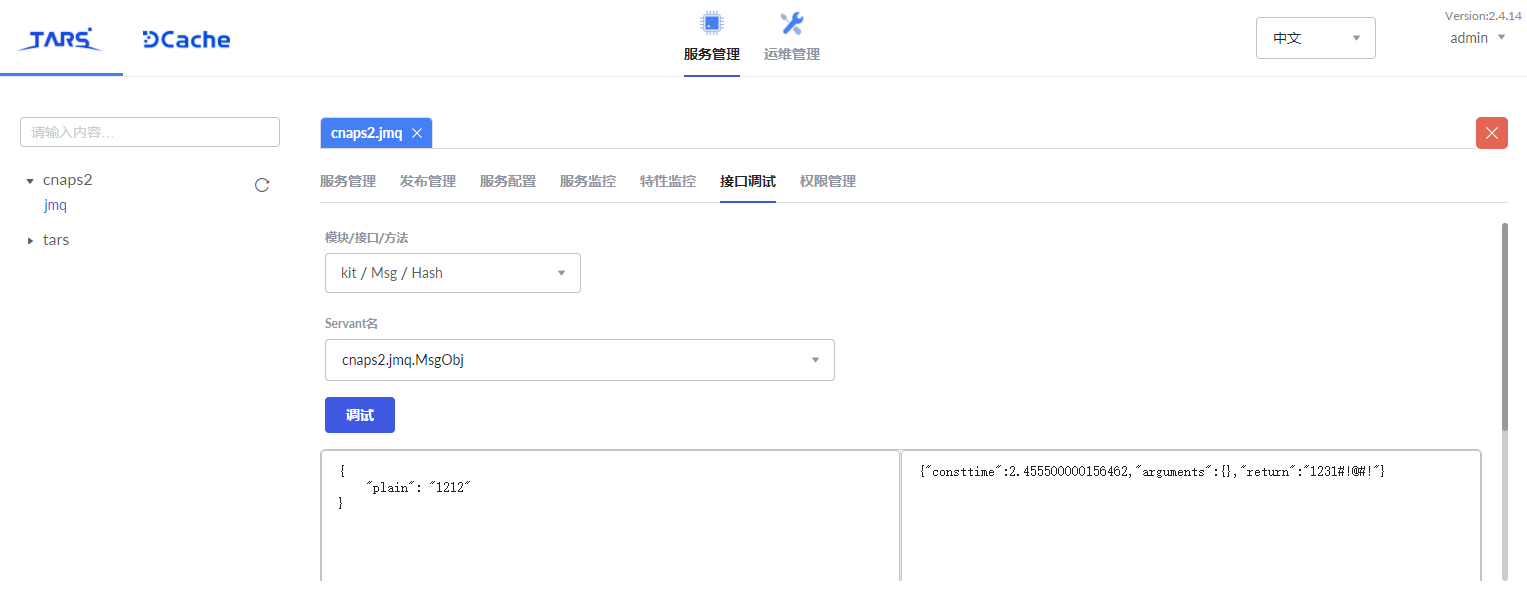 TARS DCache
服务管理 运维管理
中文
Version:2.4.14
admin
请输入内容...
cnaps2
jmq
tars
cnaps2.jmq
服务管理 发布管理 服务配置 服务监控 特性监控 接口调试 权限管理
模块/接口/方法
kit / Msg / Hash
Servant名
cnaps2.jmq.MsgObj
调试
{
"plain": "1212"
}
{"consttime":2.455500000156462,"arguments":{},"return":"1231#!@#!"}